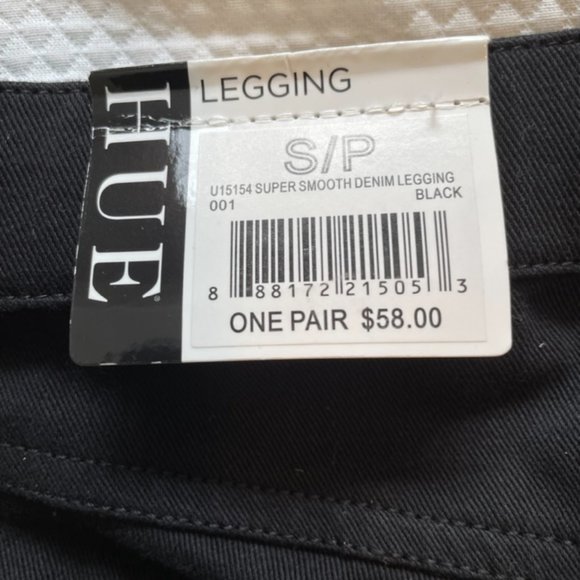 HUE
LEGGING
S/P
U15154 SUPER SMOOTH DENIM LEGGING
001 BLACK
8 88172 21505 3
ONE PAIR $58.00